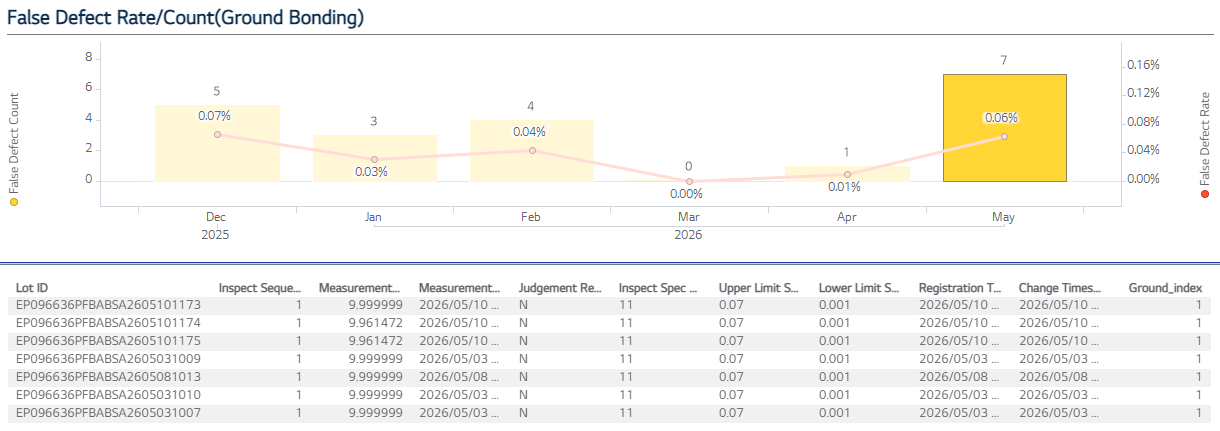 False Defect Rate/Count(Ground Bonding)
False Defect Count
8
6
4
2
0
5
3
4
0
1
7
0.07%
0.03%
0.04%
0.00%
0.01%
0.06%
0.16%
0.12%
0.08%
0.04%
0.00%
False Defect Rate
Dec Jan Feb Mar Apr May
2025 2026
Lot ID Inspect Seque... Measurement... Measurement... Judgement Re... Inspect Spec ... Upper Limit S... Lower Limit S... Registration T... Change Times... Ground_index
EP096636PFBABSA2605101173 1 9.999999 2026/05/10 ... N 11 0.07 0.001 2026/05/10 ... 2026/05/10 ... 1
EP096636PFBABSA2605101174 1 9.961472 2026/05/10 ... N 11 0.07 0.001 2026/05/10 ... 2026/05/10 ... 1
EP096636PFBABSA2605101175 1 9.961472 2026/05/10 ... N 11 0.07 0.001 2026/05/10 ... 2026/05/10 ... 1
EP096636PFBABSA2605031009 1 9.999999 2026/05/03 ... N 11 0.07 0.001 2026/05/03 ... 2026/05/03 ... 1
EP096636PFBABSA2605081013 1 9.999999 2026/05/08 ... N 11 0.07 0.001 2026/05/08 ... 2026/05/08 ... 1
EP096636PFBABSA2605031010 1 9.999999 2026/05/03 ... N 11 0.07 0.001 2026/05/03 ... 2026/05/03 ... 1
EP096636PFBABSA2605031007 1 9.999999 2026/05/03 ... N 11 0.07 0.001 2026/05/03 ... 2026/05/03 ... 1